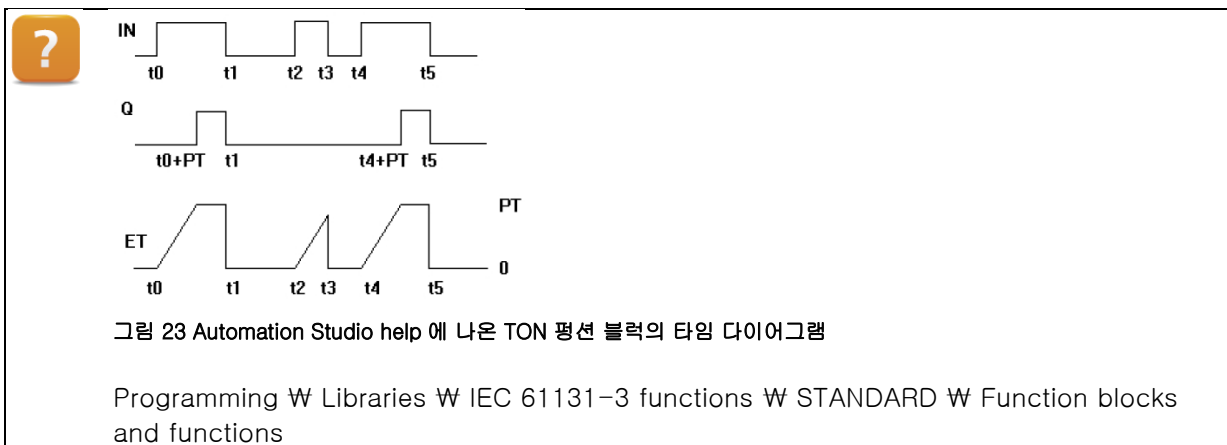 ?
IN
t0 t1 t2 t3 t4 t5
Q
t0+PT t1 t4+PT t5
PT
ET
0
t0 t1 t2 t3 t4 t5
그림 23 Automation Studio help 에 나온 TON 펑션 블럭의 타임 다이어그램
Programming ₩ Libraries ₩ IEC 61131-3 functions ₩ STANDARD ₩ Function blocks
and functions